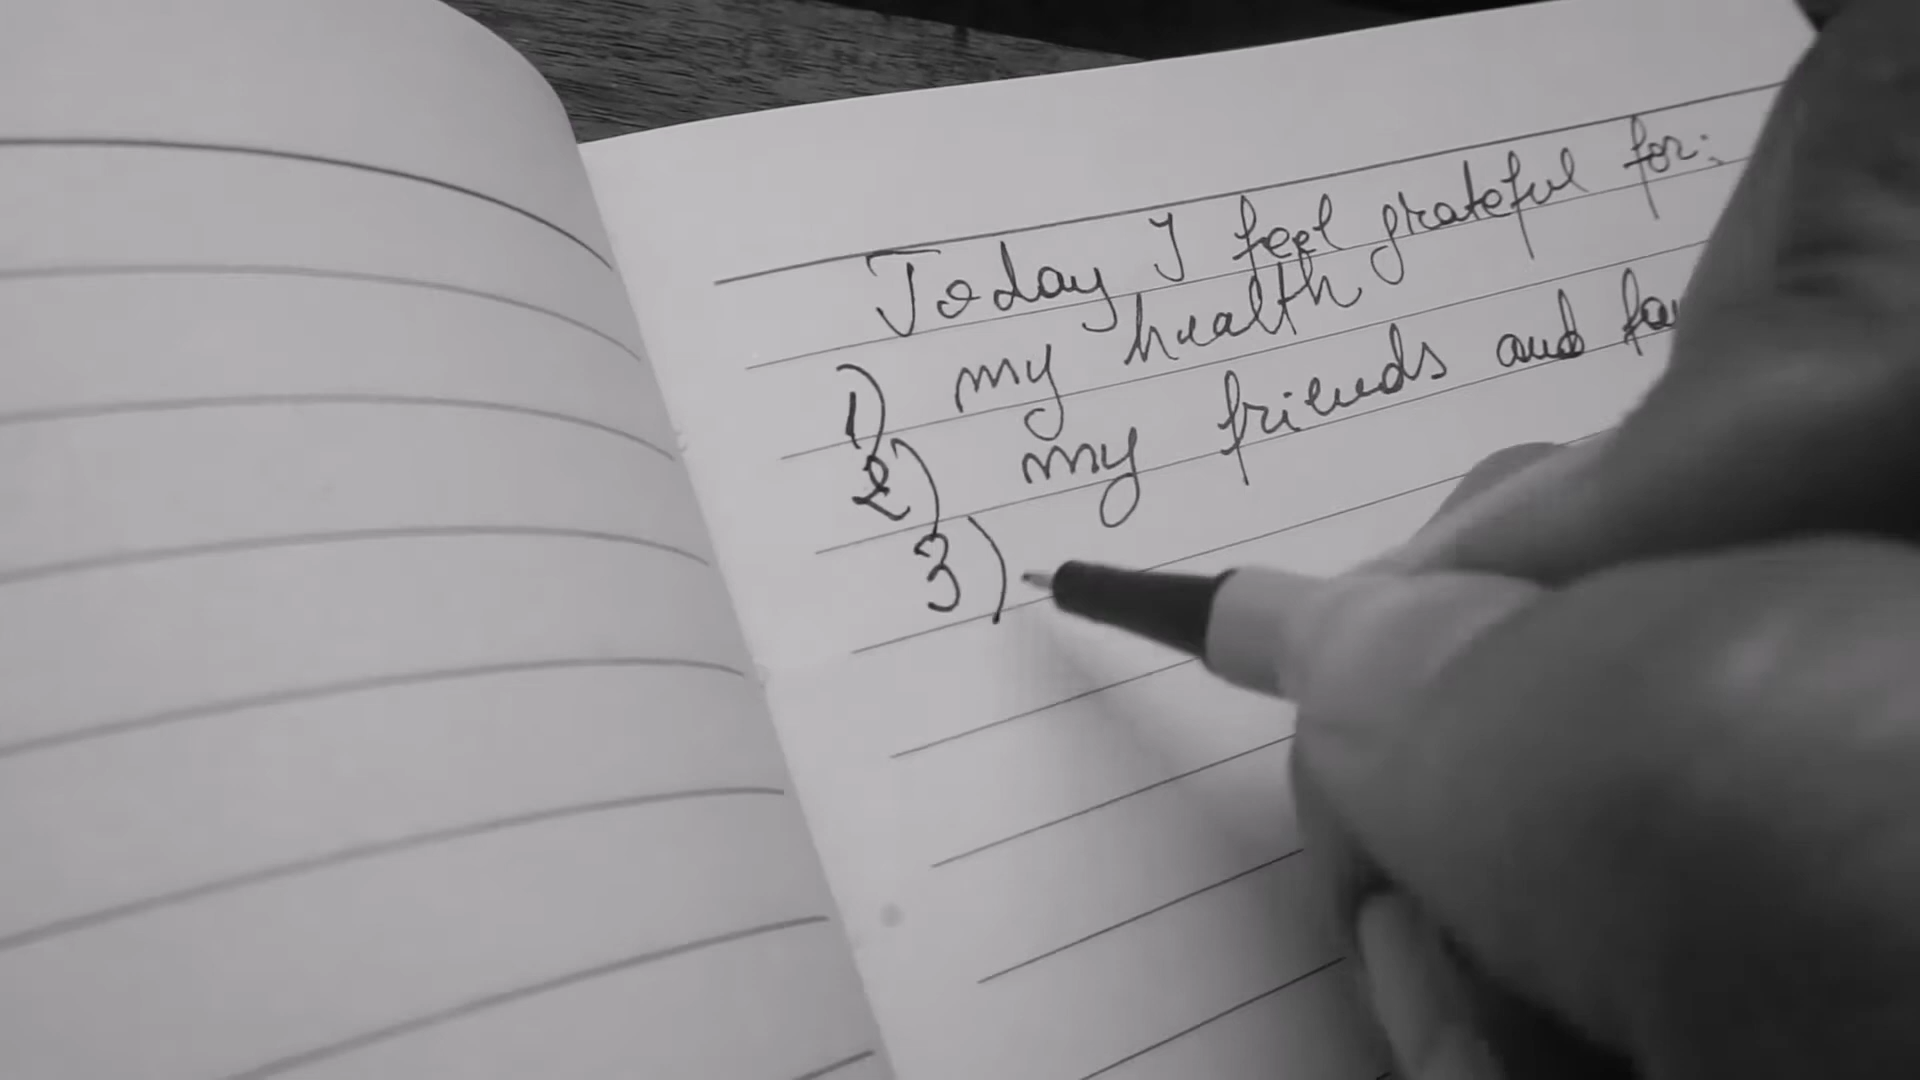 Today I feel grateful for:
1) my health
2) my friends and
3)